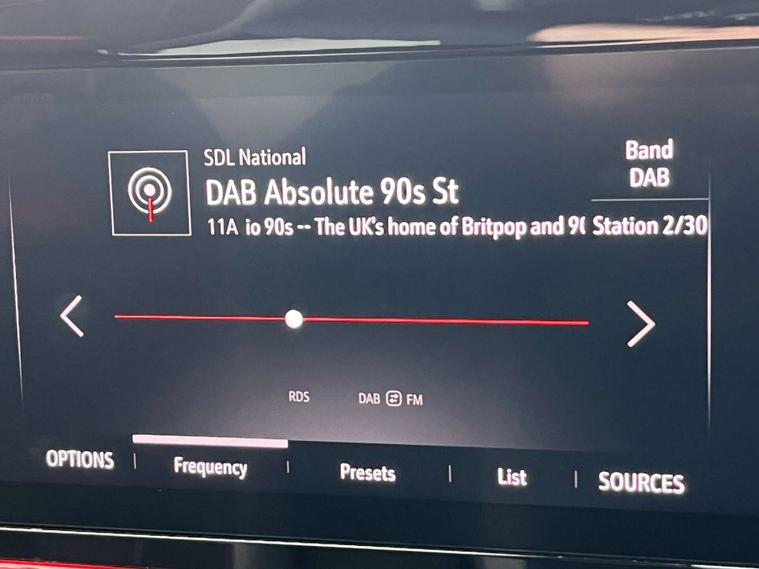 SDL National
Band
DAB Absolute 90s St
DAB
11A io 90s -- The UK's home of Britpop and 9( Station 2/30
RDS DAB FM
OPTIONS | Frequency | Presets | List | SOURCES